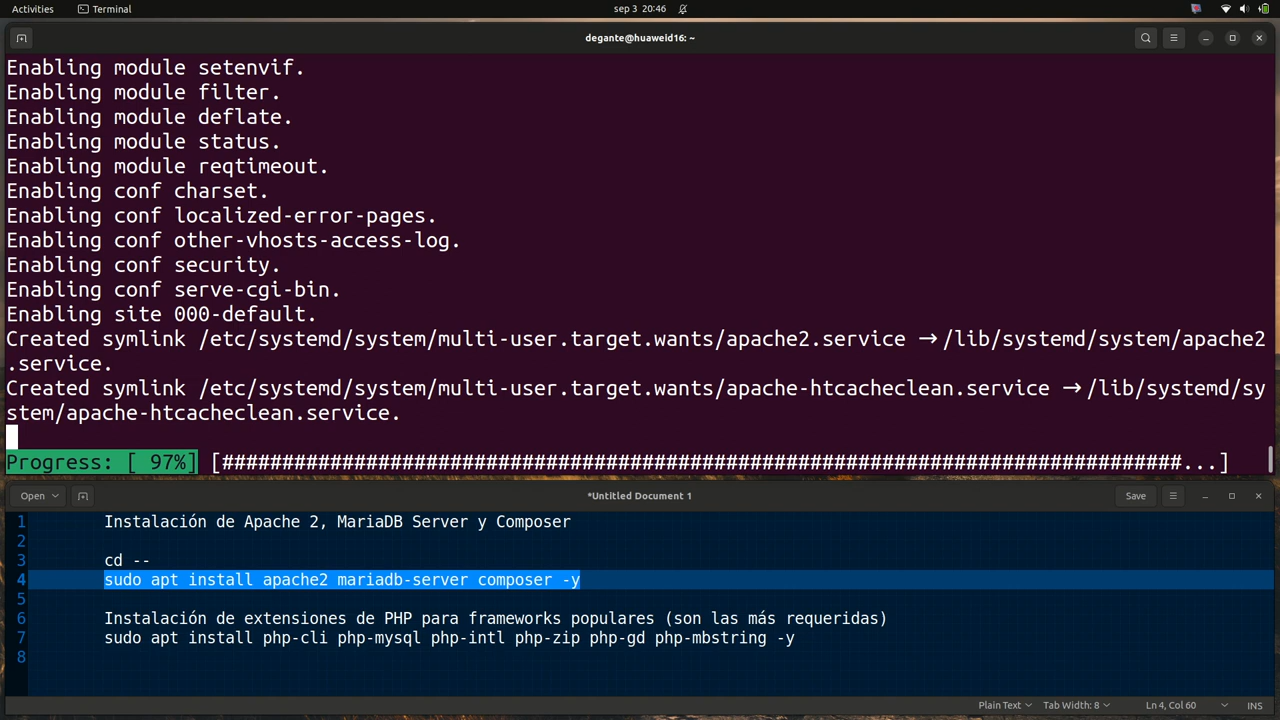 Activities
Terminal
sep 3 20:46
degante@huaweid16: ~
Enabling module setenvif.
Enabling module filter.
Enabling module deflate.
Enabling module status.
Enabling module reqtimeout.
Enabling conf charset.
Enabling conf localized-error-pages.
Enabling conf other-vhosts-access-log.
Enabling conf security.
Enabling conf serve-cgi-bin.
Enabling site 000-default.
Created symlink /etc/systemd/system/multi-user.target.wants/apache2.service → /lib/systemd/system/apache2
.service.
Created symlink /etc/systemd/system/multi-user.target.wants/apache-htcacheclean.service → /lib/systemd/sy
stem/apache-htcacheclean.service.
Progress: [ 97%] [################################################################################...]
Open
*Untitled Document 1
Save
1 Instalación de Apache 2, MariaDB Server y Composer
2
3 cd --
4 sudo apt install apache2 mariadb-server composer -y
5
6 Instalación de extensiones de PHP para frameworks populares (son las más requeridas)
7 sudo apt install php-cli php-mysql php-intl php-zip php-gd php-mbstring -y
8
Plain Text
Tab Width: 8
Ln 4, Col 60
INS